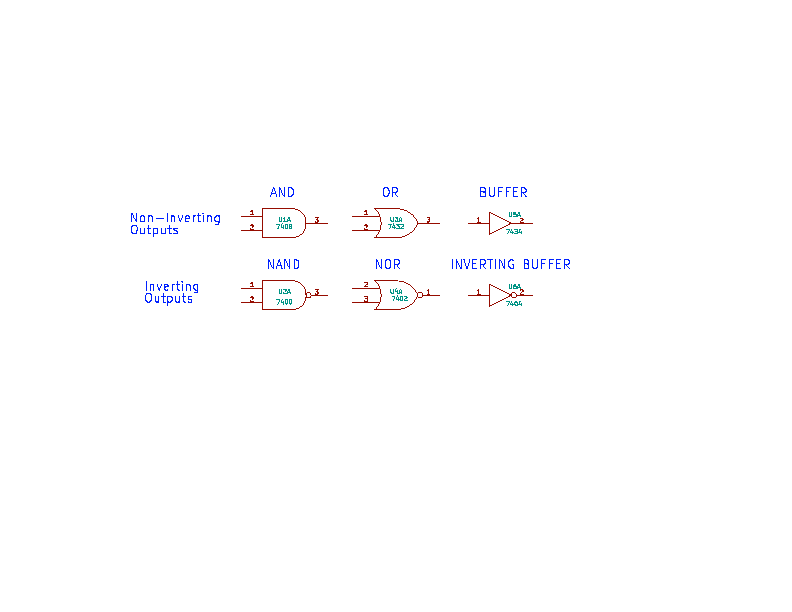 AND OR BUFFER
Non-Inverting
Outputs
1 2 3 U1A 7408
1 2 3 U3A 7432
1 2 U5A 7434
NAND NOR INVERTING BUFFER
Inverting
Outputs
1 2 3 U2A 7400
2 3 1 U4A 7402
1 2 U6A 7404